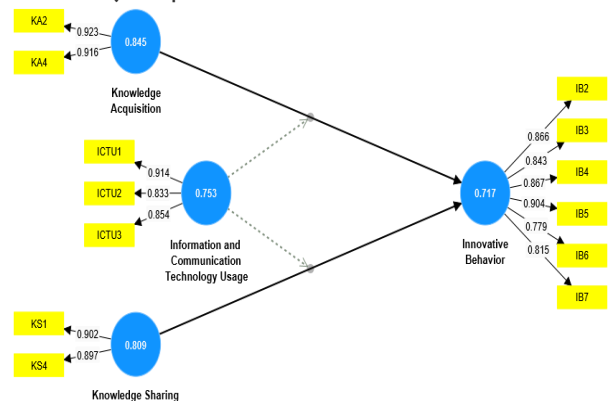 KA2
0.923
KA4
0.916
0.845
Knowledge
Acquisition
ICTU1
0.914
ICTU2
0.833
ICTU3
0.854
0.753
Information and
Communication
Technology Usage
KS1
0.902
KS4
0.897
0.809
Knowledge Sharing
0.717
Innovative
Behavior
IB2
0.866
IB3
0.843
IB4
0.867
IB5
0.904
IB6
0.779
IB7
0.815